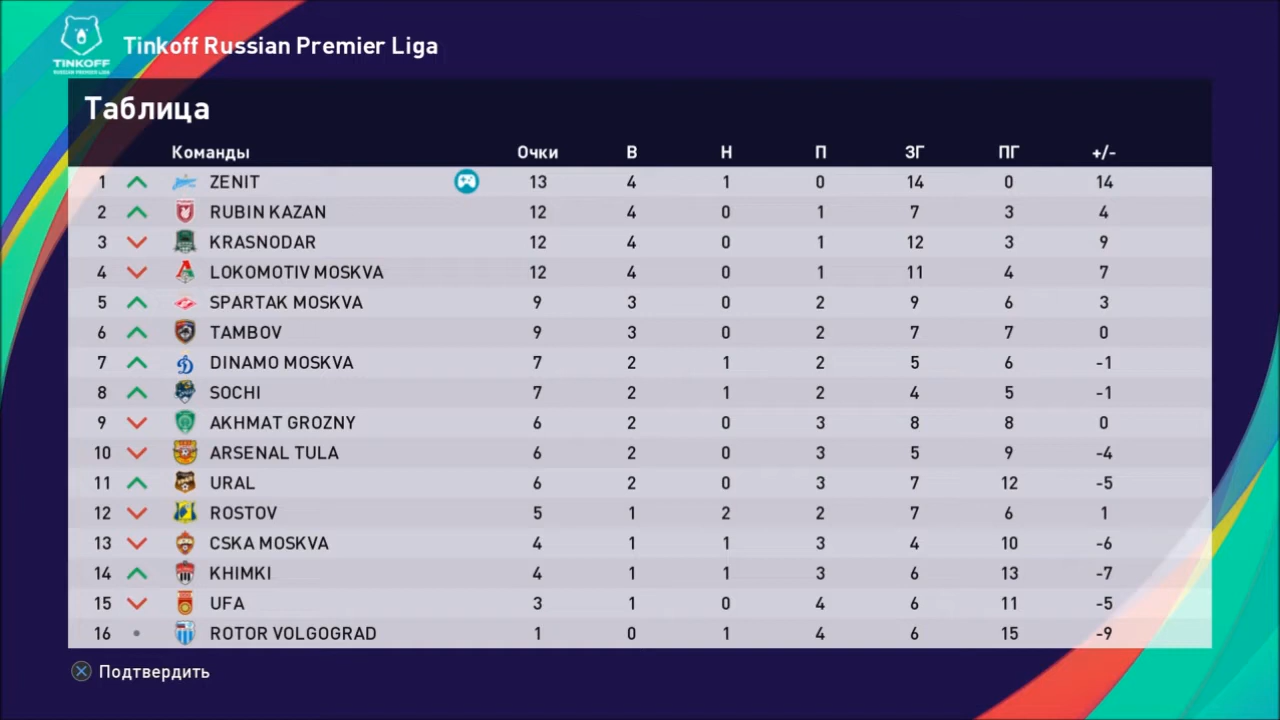 Tinkoff Russian Premier Liga
TINKOFF
RUSSIAN PREMIER LIGA
Таблица
Команды Очки В Н П ЗГ ПГ +/-
1 ZENIT 13 4 1 0 14 0 14
2 RUBIN KAZAN 12 4 0 1 7 3 4
3 KRASNODAR 12 4 0 1 12 3 9
4 LOKOMOTIV MOSKVA 12 4 0 1 11 4 7
5 SPARTAK MOSKVA 9 3 0 2 9 6 3
6 TAMBOV 9 3 0 2 7 7 0
7 DINAMO MOSKVA 7 2 1 2 5 6 -1
8 SOCHI 7 2 1 2 4 5 -1
9 AKHMAT GROZNY 6 2 0 3 8 8 0
10 ARSENAL TULA 6 2 0 3 5 9 -4
11 URAL 6 2 0 3 7 12 -5
12 ROSTOV 5 1 2 2 7 6 1
13 CSKA MOSKVA 4 1 1 3 4 10 -6
14 KHIMKI 4 1 1 3 6 13 -7
15 UFA 3 1 0 4 6 11 -5
16 ROTOR VOLGOGRAD 1 0 1 4 6 15 -9
Подтвердить